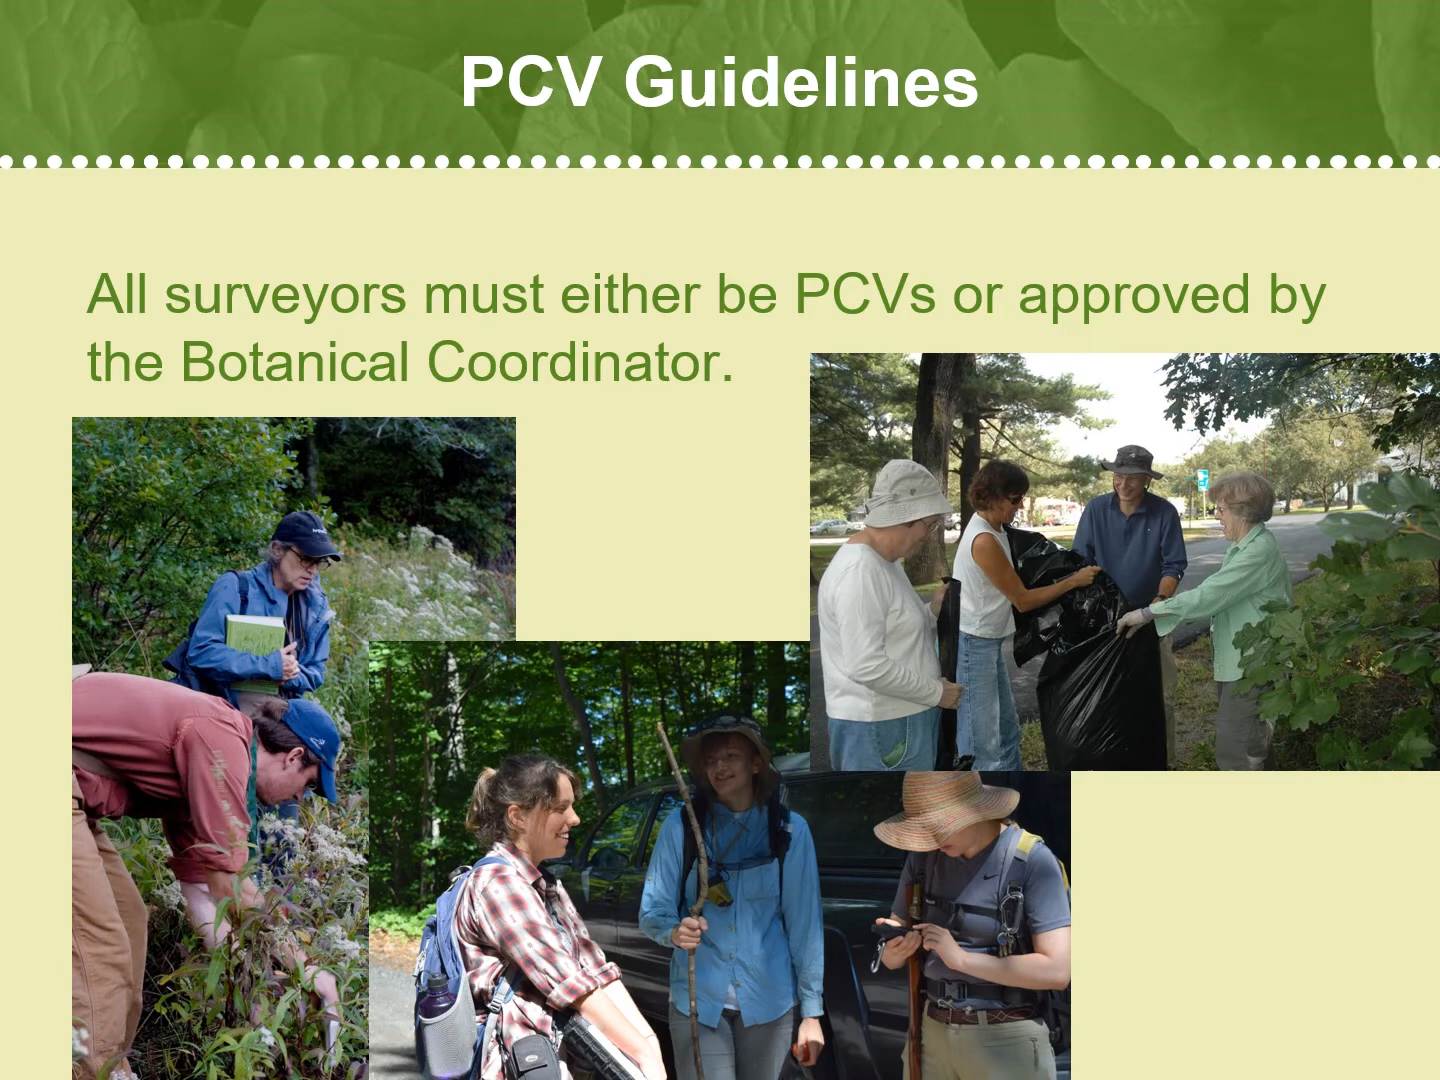 PCV Guidelines
All surveyors must either be PCVs or approved by
the Botanical Coordinator.